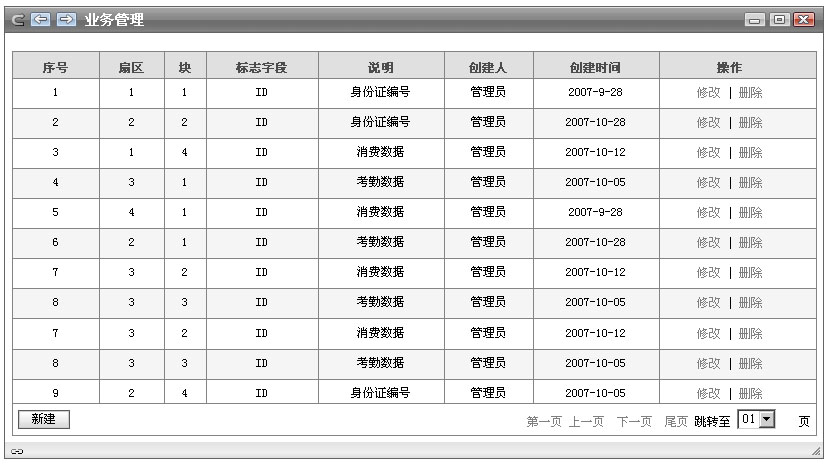 业务管理
序号 扇区 块 标志字段 说明 创建人 创建时间 操作
1 1 1 ID 身份证编号 管理员 2007-9-28 修改 | 删除
2 2 2 ID 身份证编号 管理员 2007-10-28 修改 | 删除
3 1 4 ID 消费数据 管理员 2007-10-12 修改 | 删除
4 3 1 ID 考勤数据 管理员 2007-10-05 修改 | 删除
5 4 1 ID 消费数据 管理员 2007-9-28 修改 | 删除
6 2 1 ID 考勤数据 管理员 2007-10-28 修改 | 删除
7 3 2 ID 消费数据 管理员 2007-10-12 修改 | 删除
8 3 3 ID 考勤数据 管理员 2007-10-05 修改 | 删除
7 3 2 ID 消费数据 管理员 2007-10-12 修改 | 删除
8 3 3 ID 考勤数据 管理员 2007-10-05 修改 | 删除
9 2 4 ID 身份证编号 管理员 2007-10-05 修改 | 删除
新建 第一页 上一页 下一页 尾页 跳转至 01 页